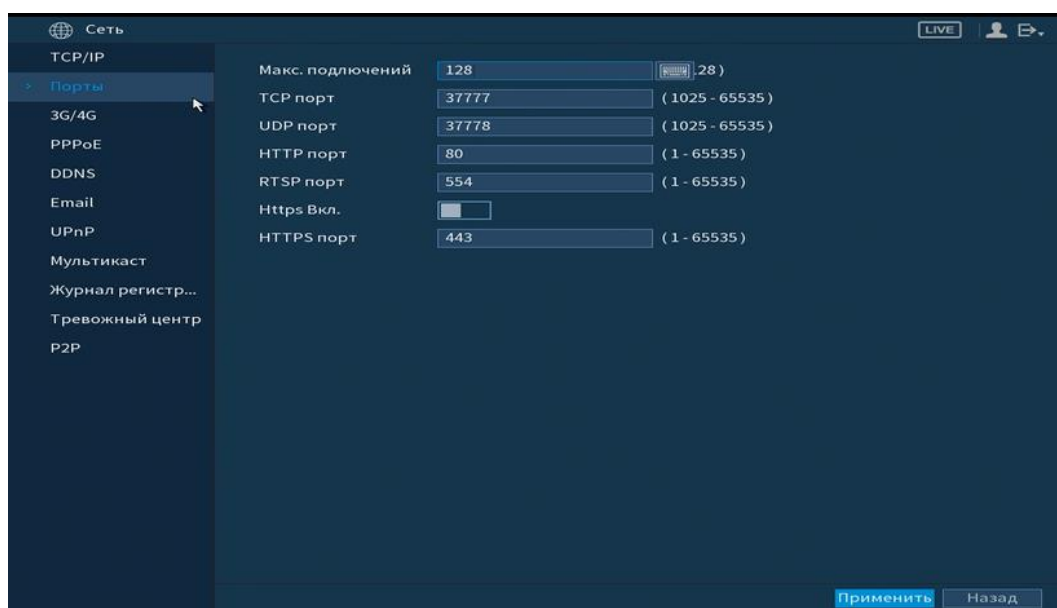 Сеть
LIVE
TCP/IP
Порты
3G/4G
PPPoE
DDNS
Email
UPnP
Мультикаст
Журнал регистр...
Тревожный центр
P2P
Макс. подлючений 128 .28 )
TCP порт 37777 ( 1025 - 65535 )
UDP порт 37778 ( 1025 - 65535 )
HTTP порт 80 ( 1 - 65535 )
RTSP порт 554 ( 1 - 65535 )
Https Вкл.
HTTPS порт 443 ( 1 - 65535 )
Применить
Назад